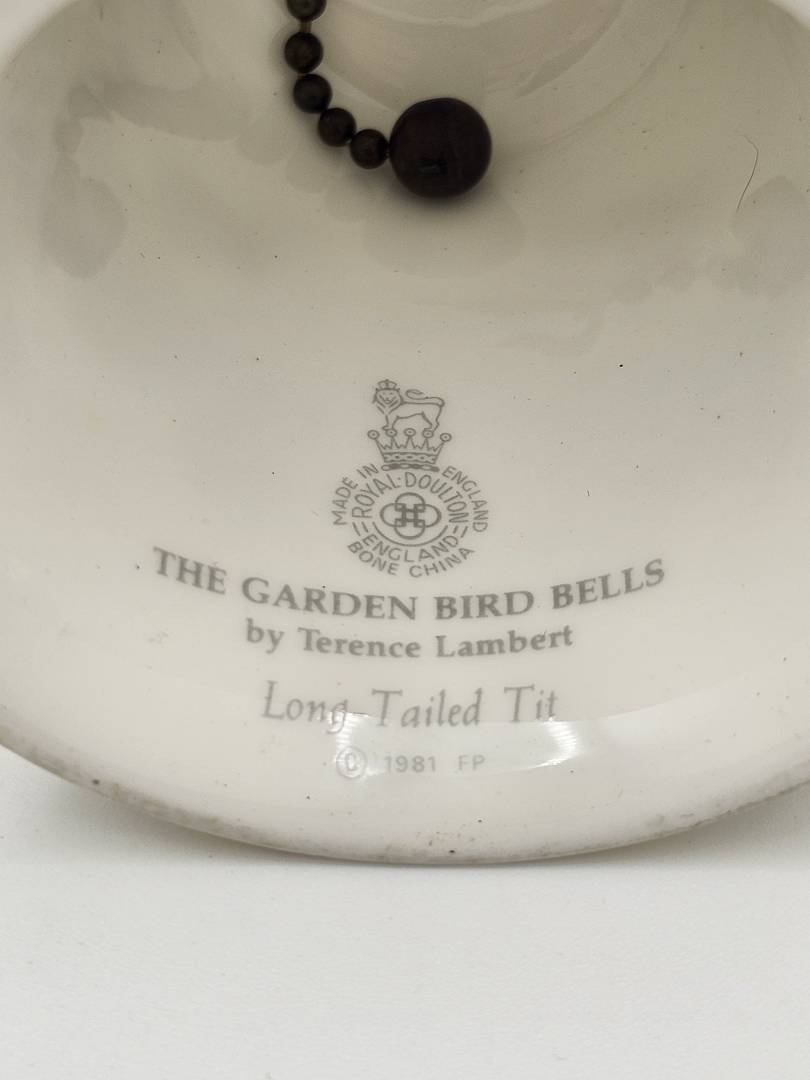 MADE IN ENGLAND
ROYAL·DOULTON
ENGLAND
BONE CHINA
THE GARDEN BIRD BELLS
by Terence Lambert
Long-Tailed Tit
© 1981 FP